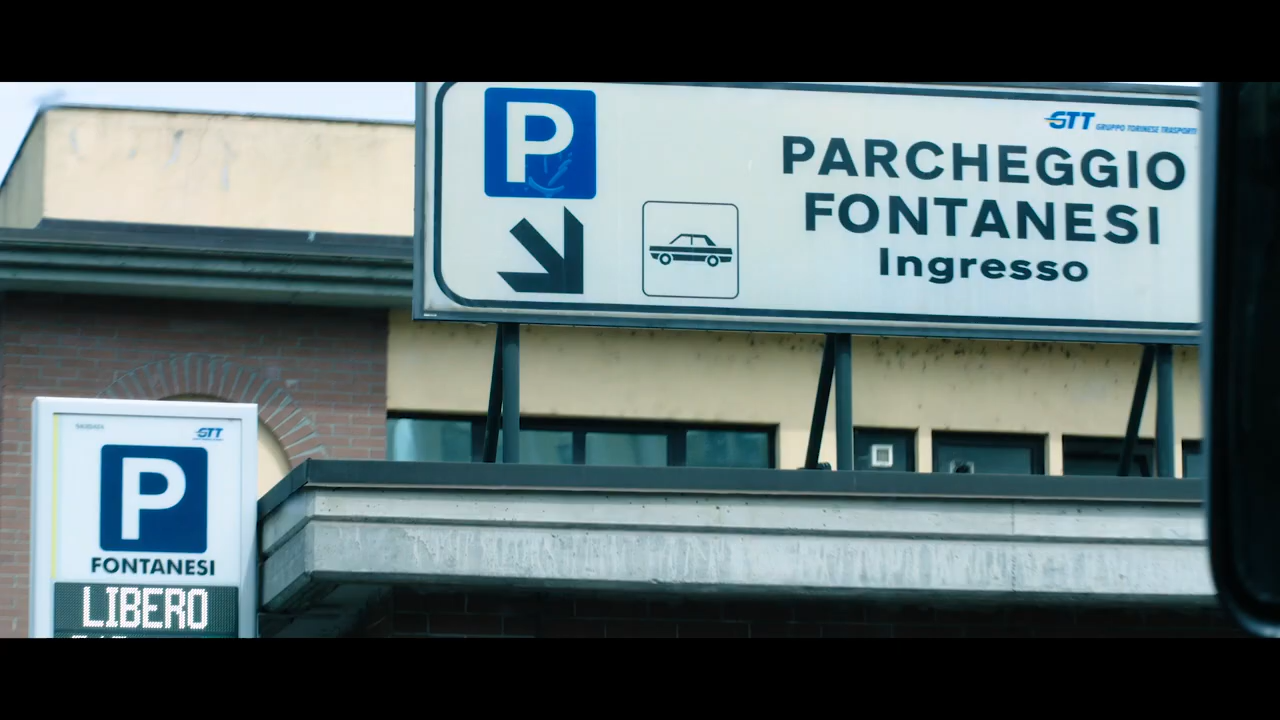 P
GTT GRUPPO TORINESE TRASPORTI
PARCHEGGIO
FONTANESI
Ingresso
GTT
P
FONTANESI
LIBERO